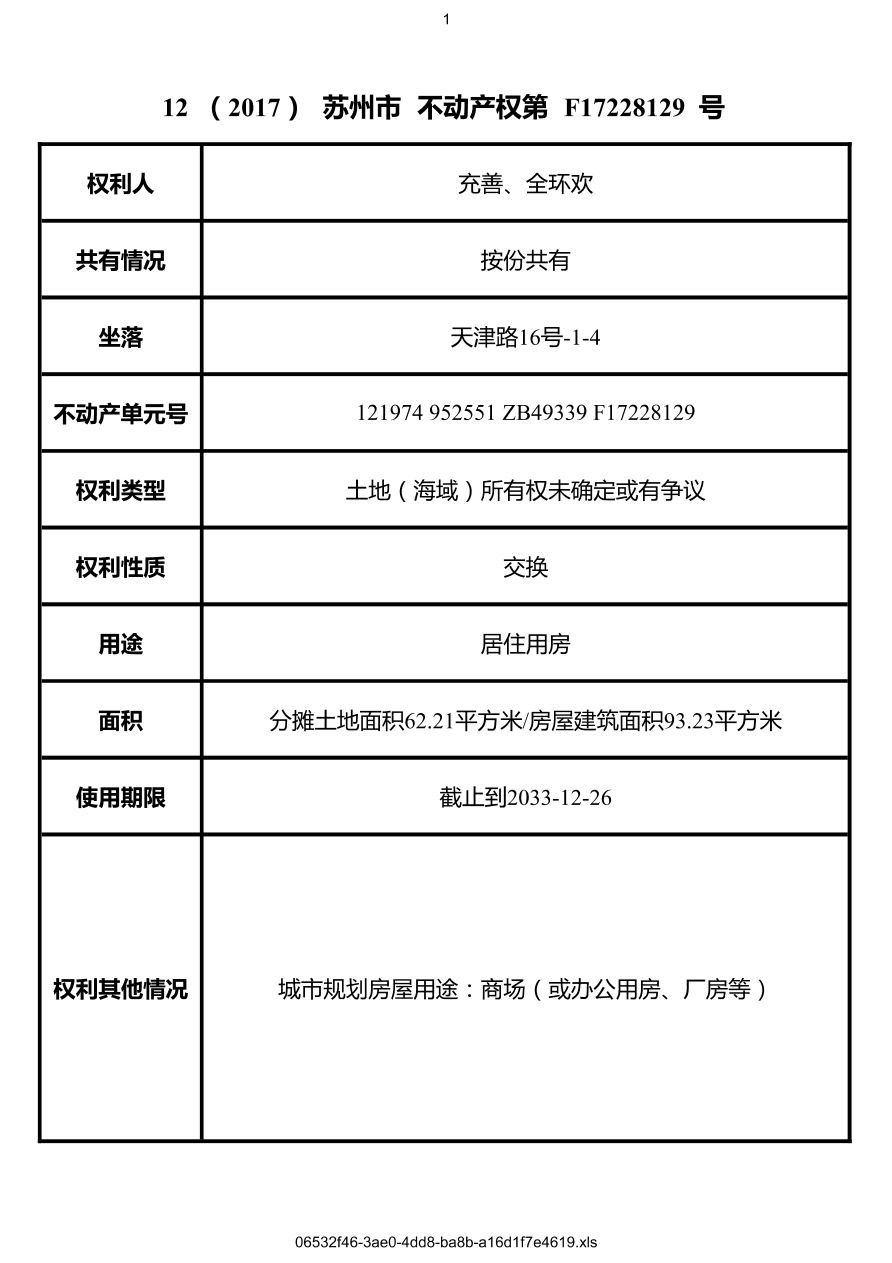 1
12 （2017） 苏州市 不动产权第 F17228129 号
权利人 充善、全环欢
共有情况 按份共有
坐落 天津路16号-1-4
不动产单元号 121974 952551 ZB49339 F17228129
权利类型 土地（海域）所有权未确定或有争议
权利性质 交换
用途 居住用房
面积 分摊土地面积62.21平方米/房屋建筑面积93.23平方米
使用期限 截止到2033-12-26
权利其他情况 城市规划房屋用途：商场（或办公用房、厂房等）
06532f46-3ae0-4dd8-ba8b-a16d1f7e4619.xls